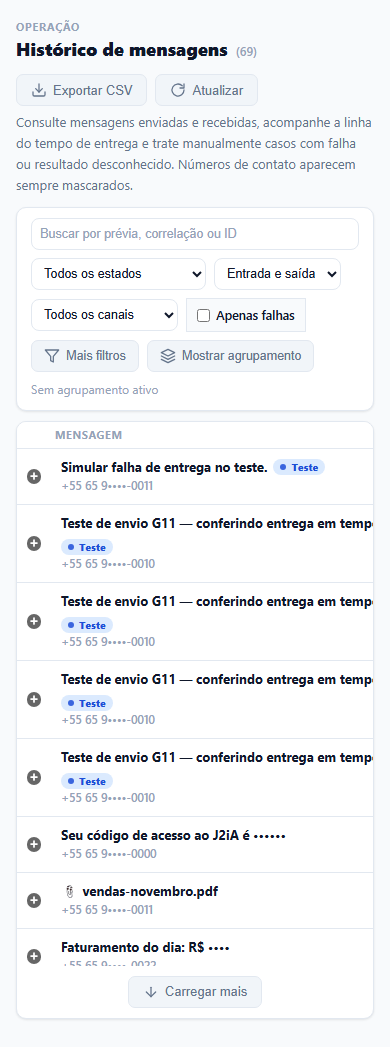 OPERAÇÃO
Histórico de mensagens (69)
Exportar CSV Atualizar
Consulte mensagens enviadas e recebidas, acompanhe a linha
do tempo de entrega e trate manualmente casos com falha
ou resultado desconhecido. Números de contato aparecem
sempre mascarados.
Buscar por prévia, correlação ou ID
Todos os estados Entrada e saída
Todos os canais Apenas falhas
Mais filtros Mostrar agrupamento
Sem agrupamento ativo
MENSAGEM
Simular falha de entrega no teste. Teste
+55 65 9••••-0011
Teste de envio G11 — conferindo entrega em tempo
Teste
+55 65 9••••-0010
Teste de envio G11 — conferindo entrega em tempo
Teste
+55 65 9••••-0010
Teste de envio G11 — conferindo entrega em tempo
Teste
+55 65 9••••-0010
Teste de envio G11 — conferindo entrega em tempo
Teste
+55 65 9••••-0010
Seu código de acesso ao J2iA é ••••••
+55 65 9••••-0000
vendas-novembro.pdf
+55 65 9••••-0011
Faturamento do dia: R$ ••••
+55 65 9••••-0022
Carregar mais